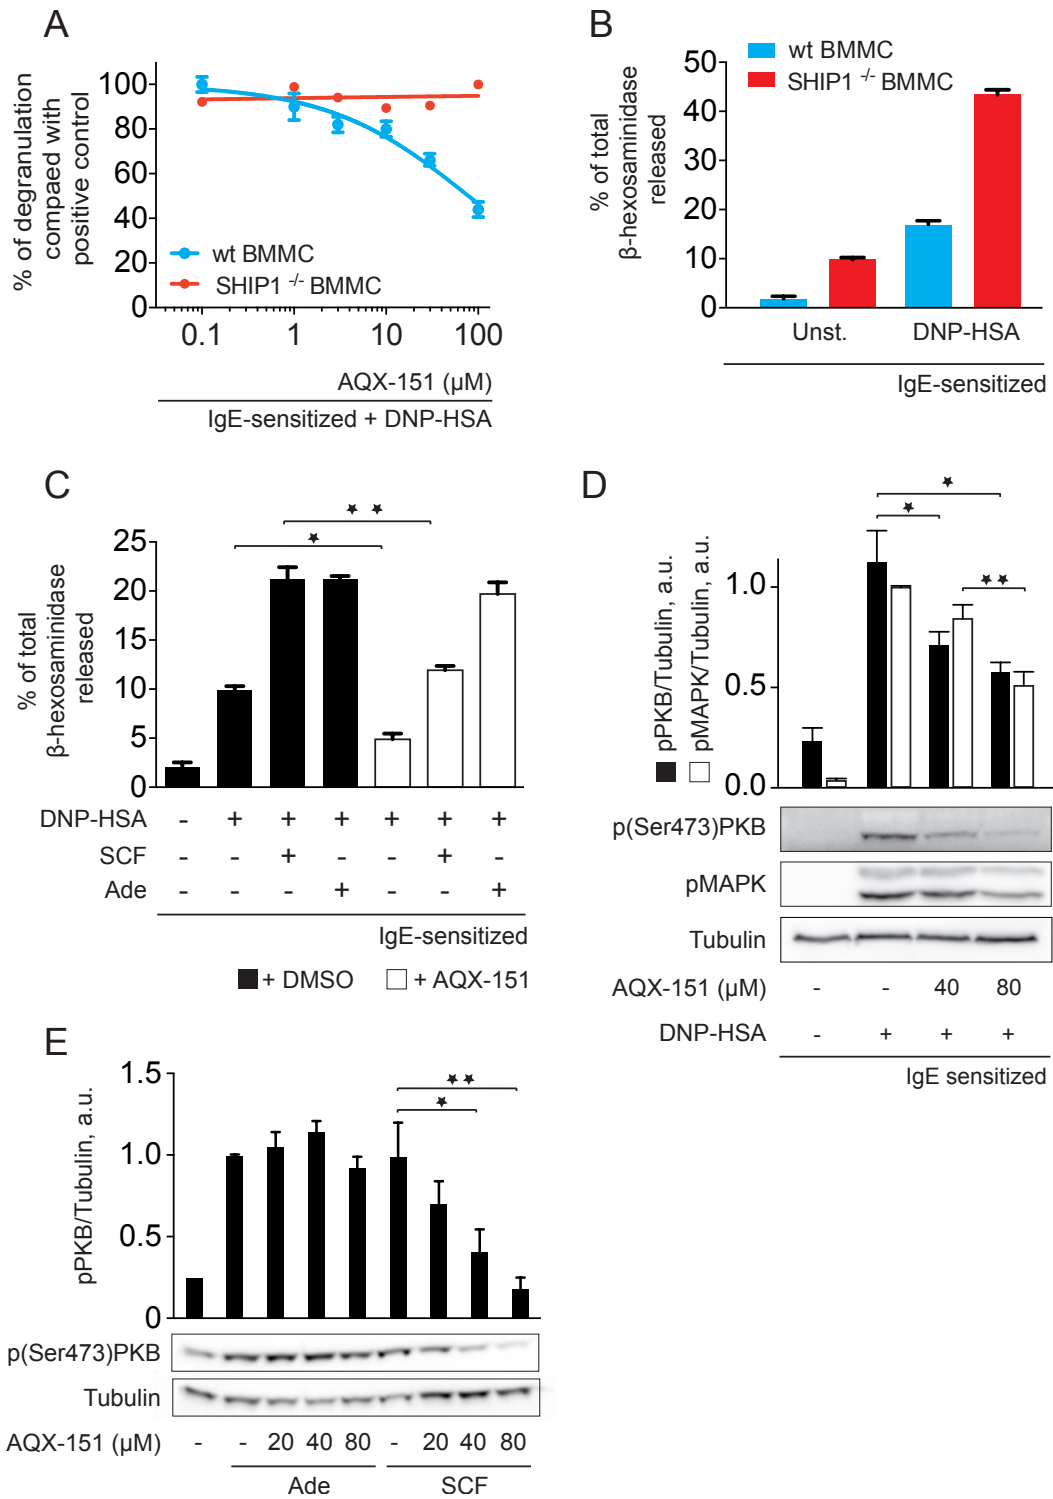 A
% of degranulation
compaed with
positive control
100
80
60
40
20
0
wt BMMC
SHIP1 -/- BMMC
0.1 1 10 100
AQX-151 (µM)
IgE-sensitized + DNP-HSA
B
wt BMMC
SHIP1 -/- BMMC
% of total
β-hexosaminidase
released
50
40
30
20
10
0
Unst. DNP-HSA
IgE-sensitized
C
% of total
β-hexosaminidase
released
25
20
15
10
5
0
★ ★
★
DNP-HSA - + + + + + +
SCF - - + - - + -
Ade - - - + - - +
IgE-sensitized
+ DMSO + AQX-151
D
pPKB/Tubulin, a.u.
pMAPK/Tubulin, a.u.
1.0
0.5
0.0
★
★
★★
p(Ser473)PKB
pMAPK
Tubulin
AQX-151 (µM) - - 40 80
DNP-HSA - + + +
IgE sensitized
E
pPKB/Tubulin, a.u.
1.5
1.0
0.5
0
★★
★
p(Ser473)PKB
Tubulin
AQX-151 (µM) - - 20 40 80 - 20 40 80
Ade SCF